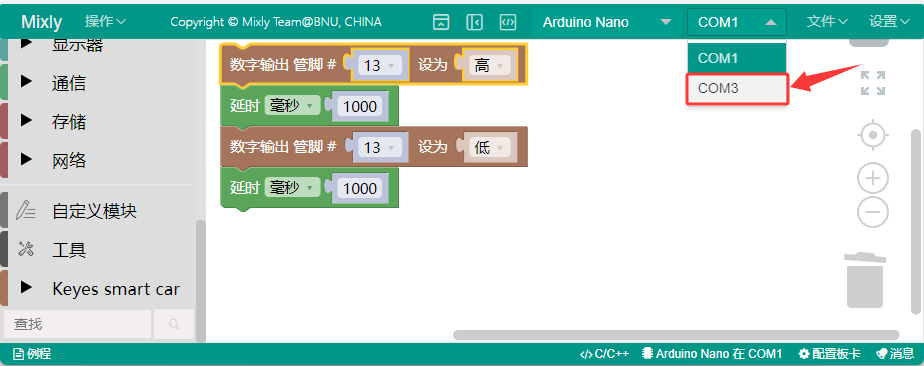 Mixly 操作 Copyright © Mixly Team@BNU, CHINA Arduino Nano COM1 文件 设置
COM1
COM3
显示器
通信
存储
网络
自定义模块
工具
Keyes smart car
查找
数字输出 管脚 # 13 设为 高
延时 毫秒 1000
数字输出 管脚 # 13 设为 低
延时 毫秒 1000
例程 </> C/C++ Arduino Nano 在 COM1 配置板卡 消息